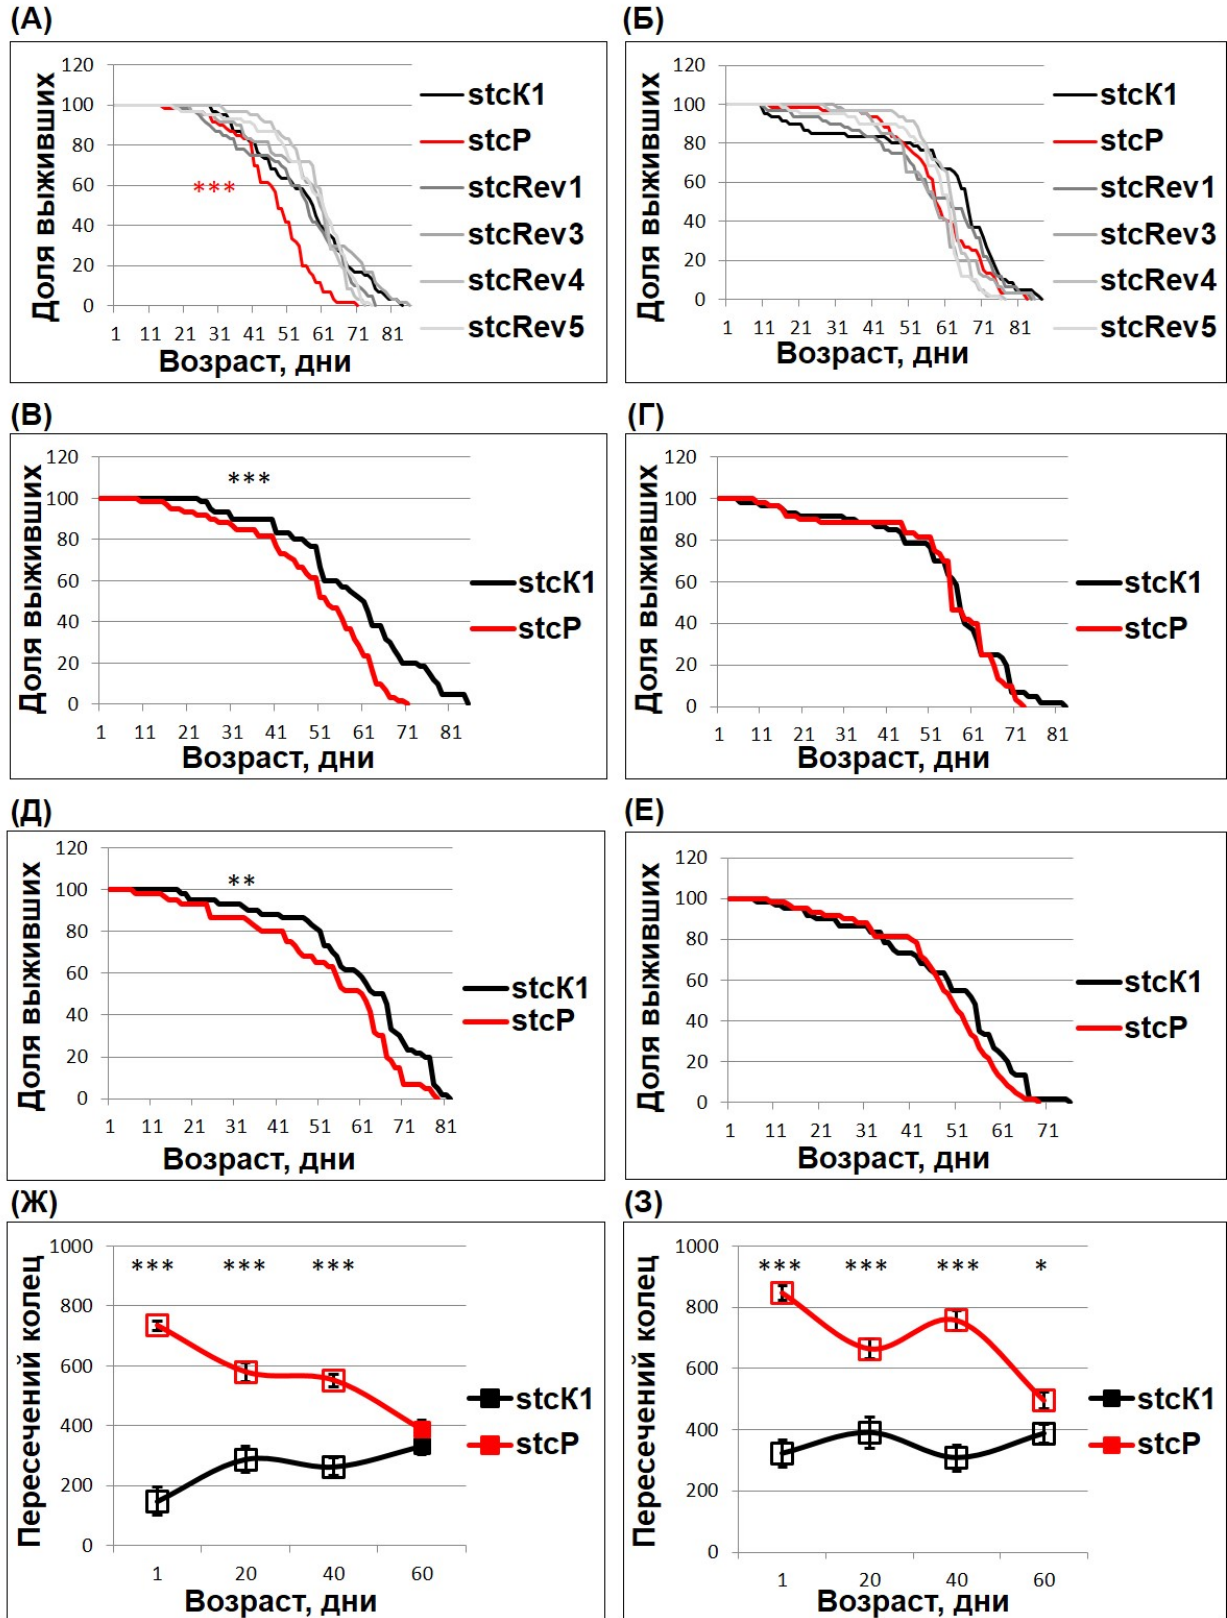 (А)
120
100
80
60
40
20
0
***
1 11 21 31 41 51 61 71 81
Доля выживших
Возраст, дни
stcК1
stcP
stcRev1
stcRev3
stcRev4
stcRev5
(Б)
120
100
80
60
40
20
0
1 11 21 31 41 51 61 71 81
Доля выживших
Возраст, дни
stcК1
stcP
stcRev1
stcRev3
stcRev4
stcRev5
(В)
120
100
80
60
40
20
0
***
1 11 21 31 41 51 61 71 81
Доля выживших
Возраст, дни
stcК1
stcP
(Г)
120
100
80
60
40
20
0
1 11 21 31 41 51 61 71 81
Доля выживших
Возраст, дни
stcК1
stcP
(Д)
120
100
80
60
40
20
0
**
1 11 21 31 41 51 61 71 81
Доля выживших
Возраст, дни
stcК1
stcP
(Е)
120
100
80
60
40
20
0
1 11 21 31 41 51 61 71
Доля выживших
Возраст, дни
stcК1
stcP
(Ж)
1000
800
600
400
200
0
*** *** ***
1 20 40 60
Пересечений колец
Возраст, дни
stcК1
stcP
(З)
1000
800
600
400
200
0
*** *** *** *
1 20 40 60
Пересечений колец
Возраст, дни
stcК1
stcP